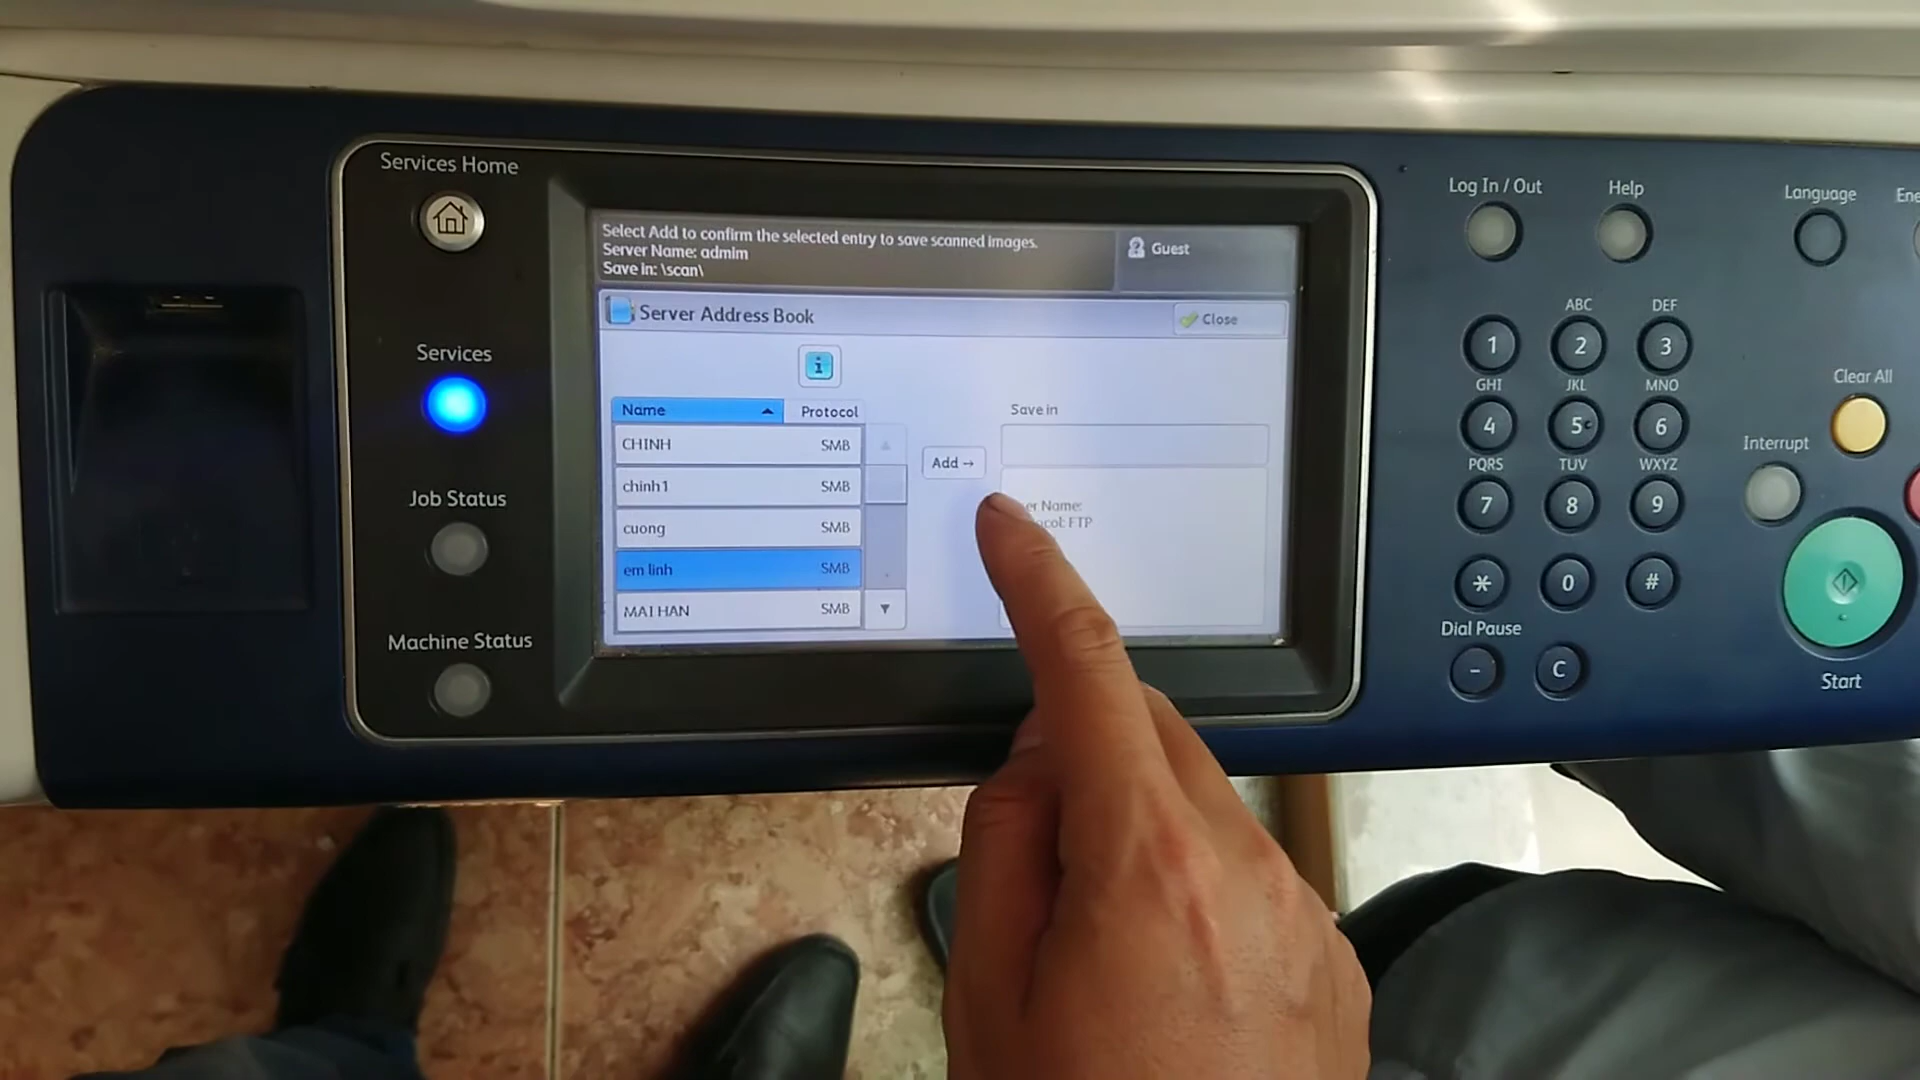 Services Home
Services
Job Status
Machine Status
Select Add to confirm the selected entry to save scanned images.
Server Name: admim
Save in: \scan\
Guest
Server Address Book
Close
i
Name
Protocol
CHINH SMB
chinh1 SMB
cuong SMB
em linh SMB
MAI HAN SMB
Add →
Save in
Name:
FTP
Log In / Out
Help
Language
ABC
DEF
1 2 3
GHI
JKL
MNO
4 5 6
PQRS
TUV
WXYZ
7 8 9
* 0 #
Dial Pause
- C
Clear All
Interrupt
Start